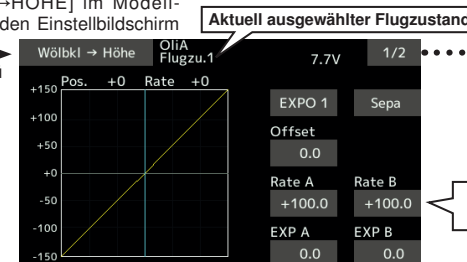 →HÖHE] im Modell-
den Einstellbildschirm
Aktuell ausgewählter Flugzustand
Wölbkl → Höhe
OliA
Flugzu.1
7.7V
1/2
Pos. +0 Rate +0
+150
+100
+50
+0
-50
-100
-150
EXPO 1
Sepa
Offset
0.0
Rate A
Rate B
+100.0
+100.0
EXP A
EXP B
0.0
0.0